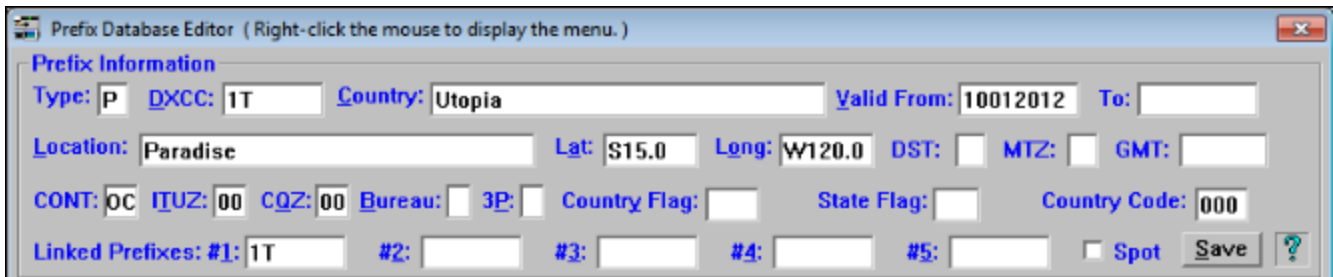 Prefix Database Editor ( Right-click the mouse to display the menu. )
Prefix Information
Type: P DXCC: 1T Country: Utopia Valid From: 10012012 To:
Location: Paradise Lat: S15.0 Long: W120.0 DST: MTZ: GMT:
CONT: OC ITUZ: 00 CQZ: 00 Bureau: 3P: Country Flag: State Flag: Country Code: 000
Linked Prefixes: #1: 1T #2: #3: #4: #5: Spot Save ?